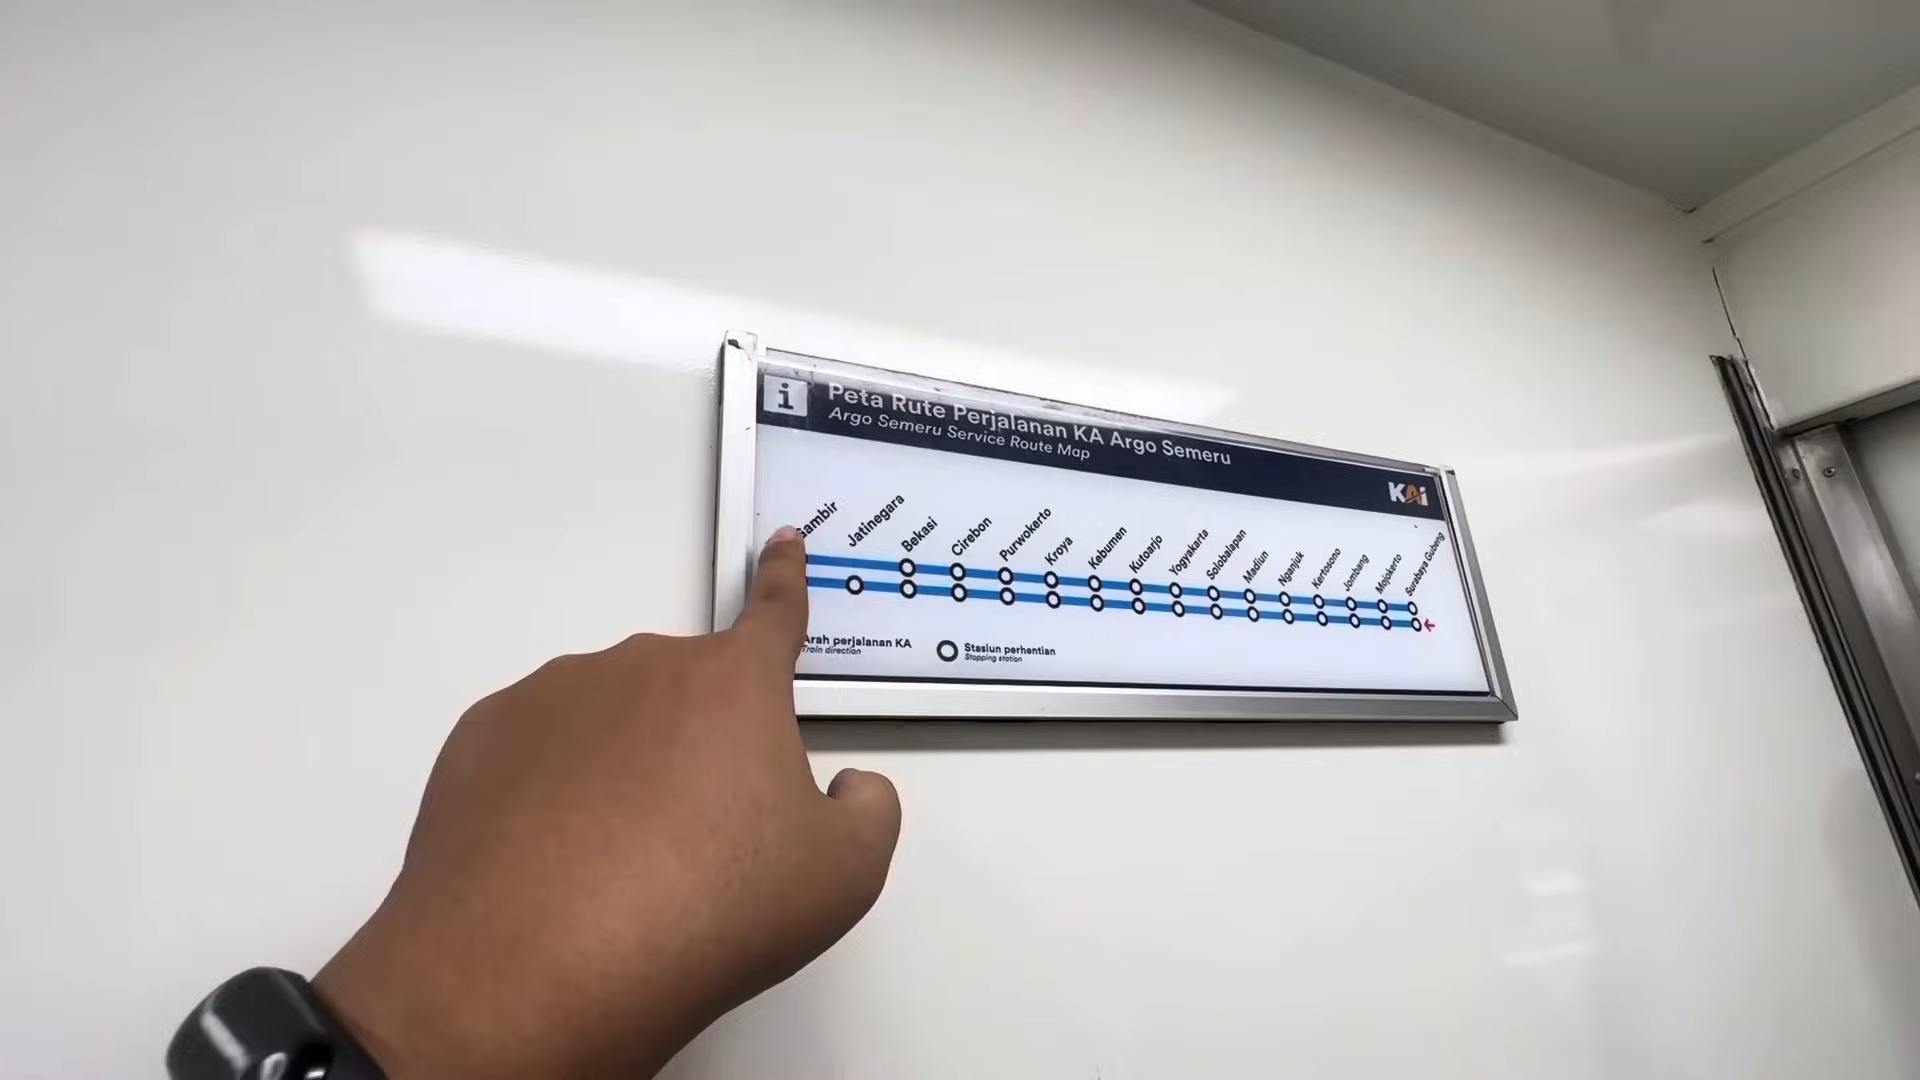 i
Peta Rute Perjalanan KA Argo Semeru
Argo Semeru Service Route Map
KAI
Gambir
Jatinegara
Bekasi
Cirebon
Purwokerto
Kroya
Kebumen
Kutoarjo
Yogyakarta
Solobalapan
Madiun
Nganjuk
Kertosono
Jombang
Mojokerto
Surabaya Gubeng
Arah perjalanan KA
Train direction
Stasiun perhentian
Stopping station